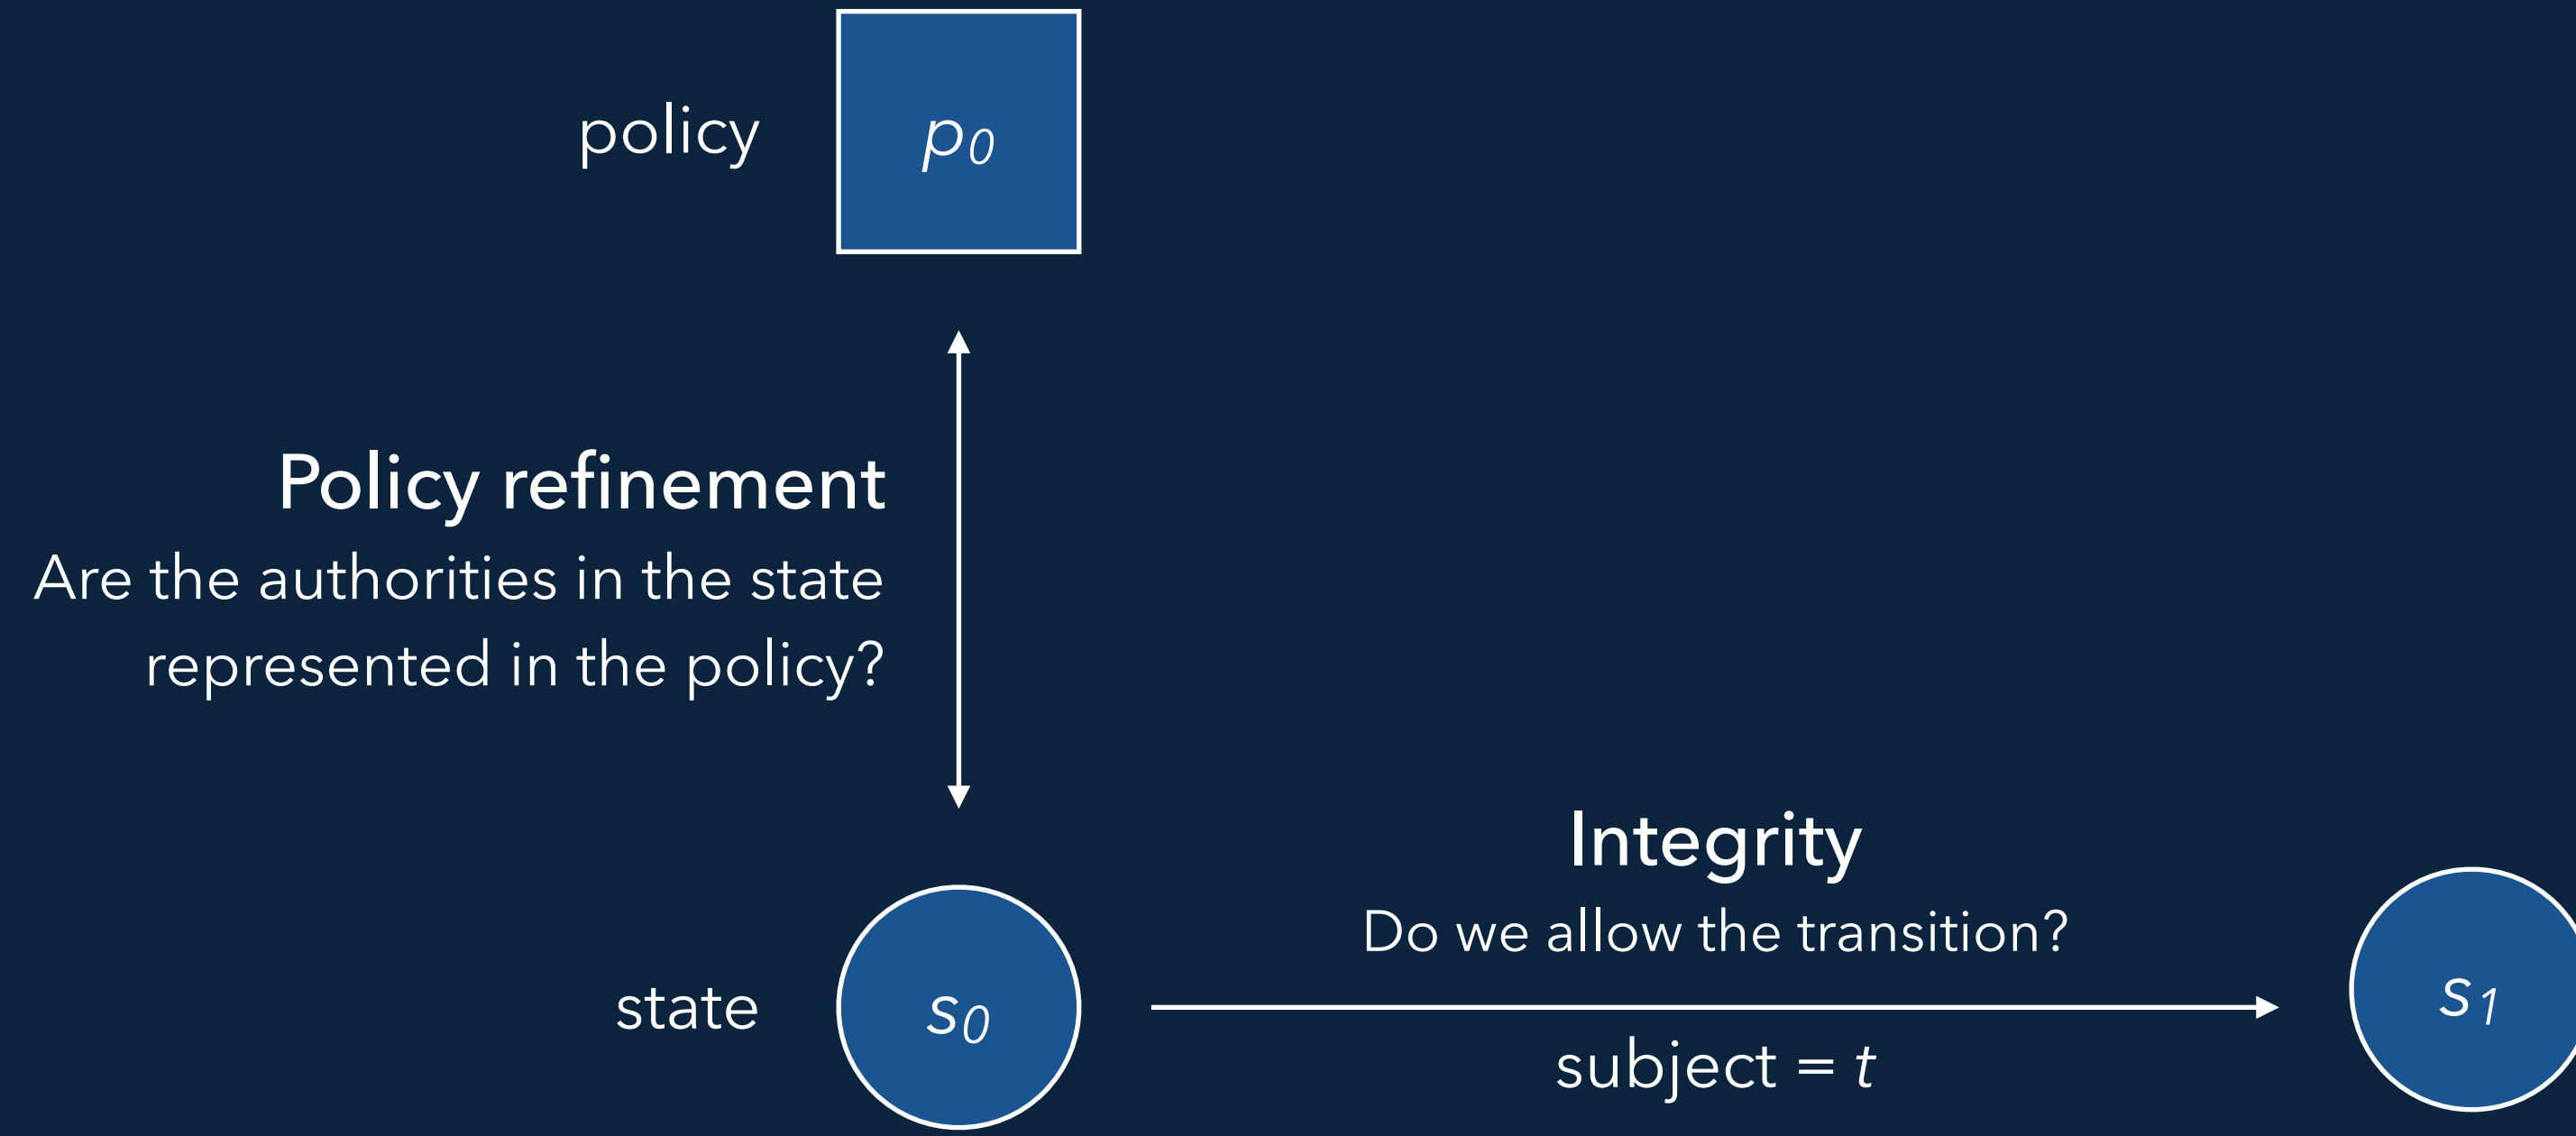 policy
p₀
Policy refinement
Are the authorities in the state
represented in the policy?
Integrity
Do we allow the transition?
state
s₀
s₁
subject = t